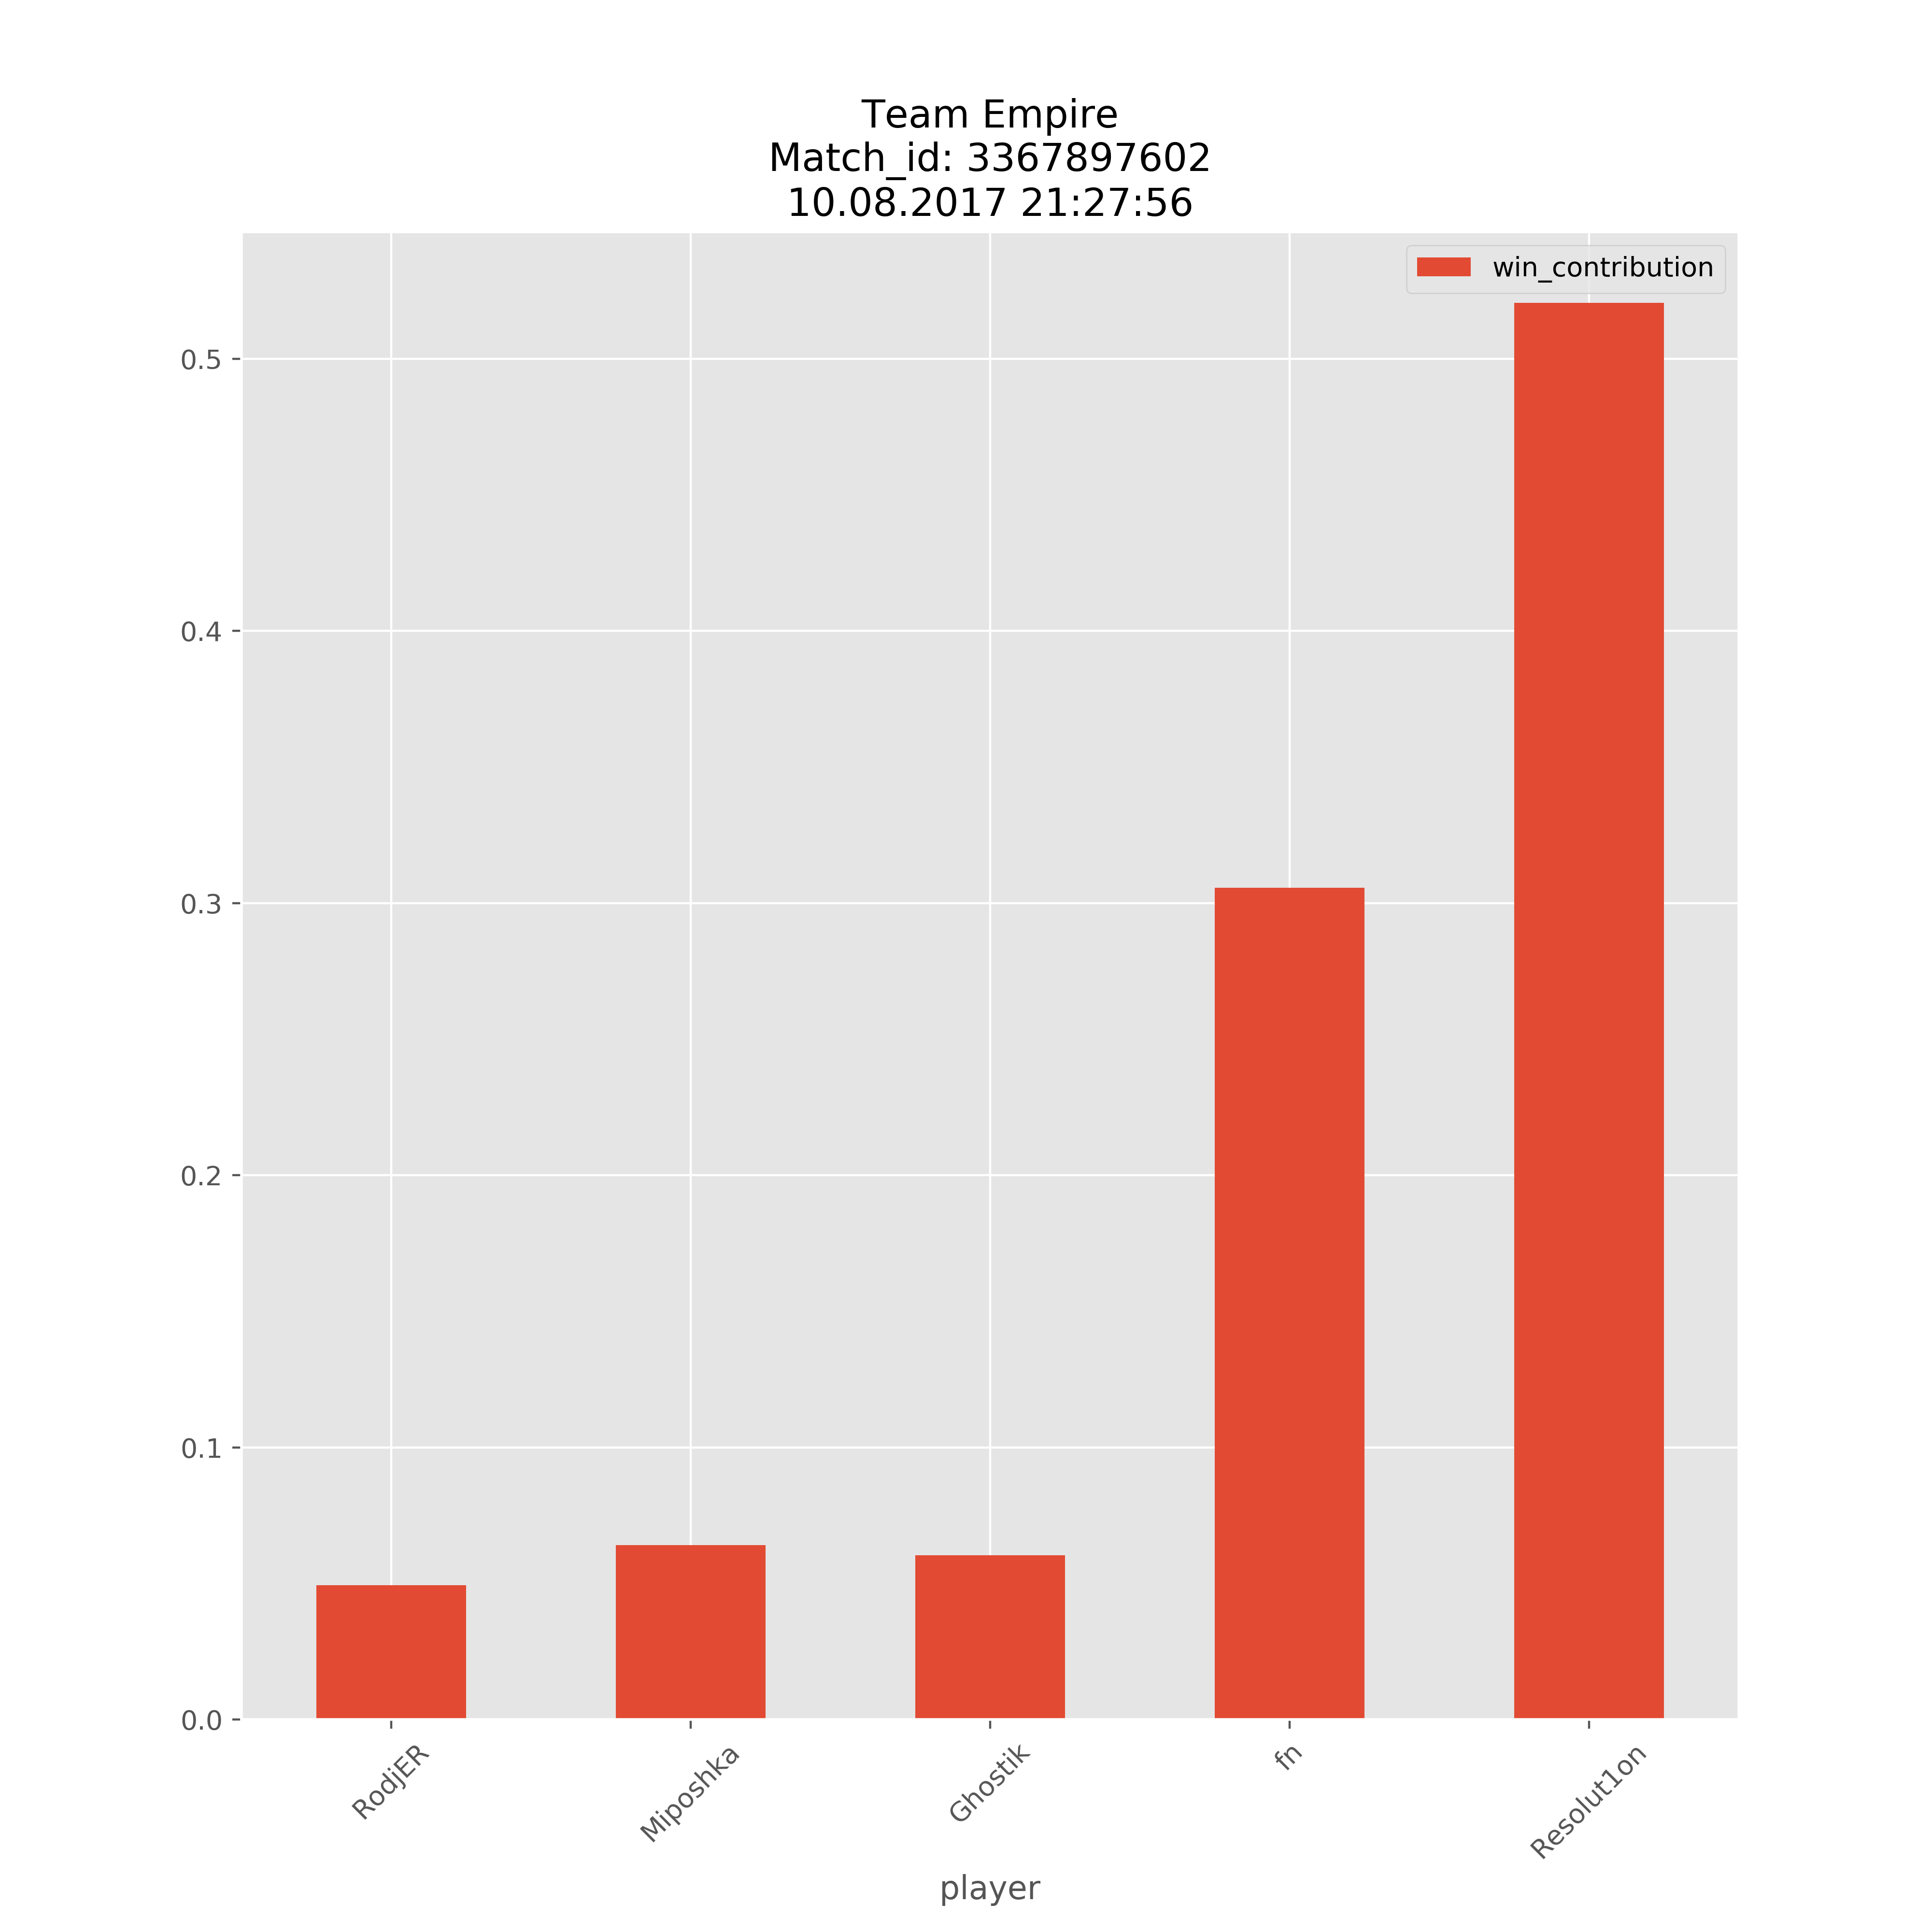 Team Empire
Match_id: 3367897602
10.08.2017 21:27:56
win_contribution
0.5
0.4
0.3
0.2
0.1
0.0
RodjER
Miposhka
Ghostik
fn
Resolut1on
player